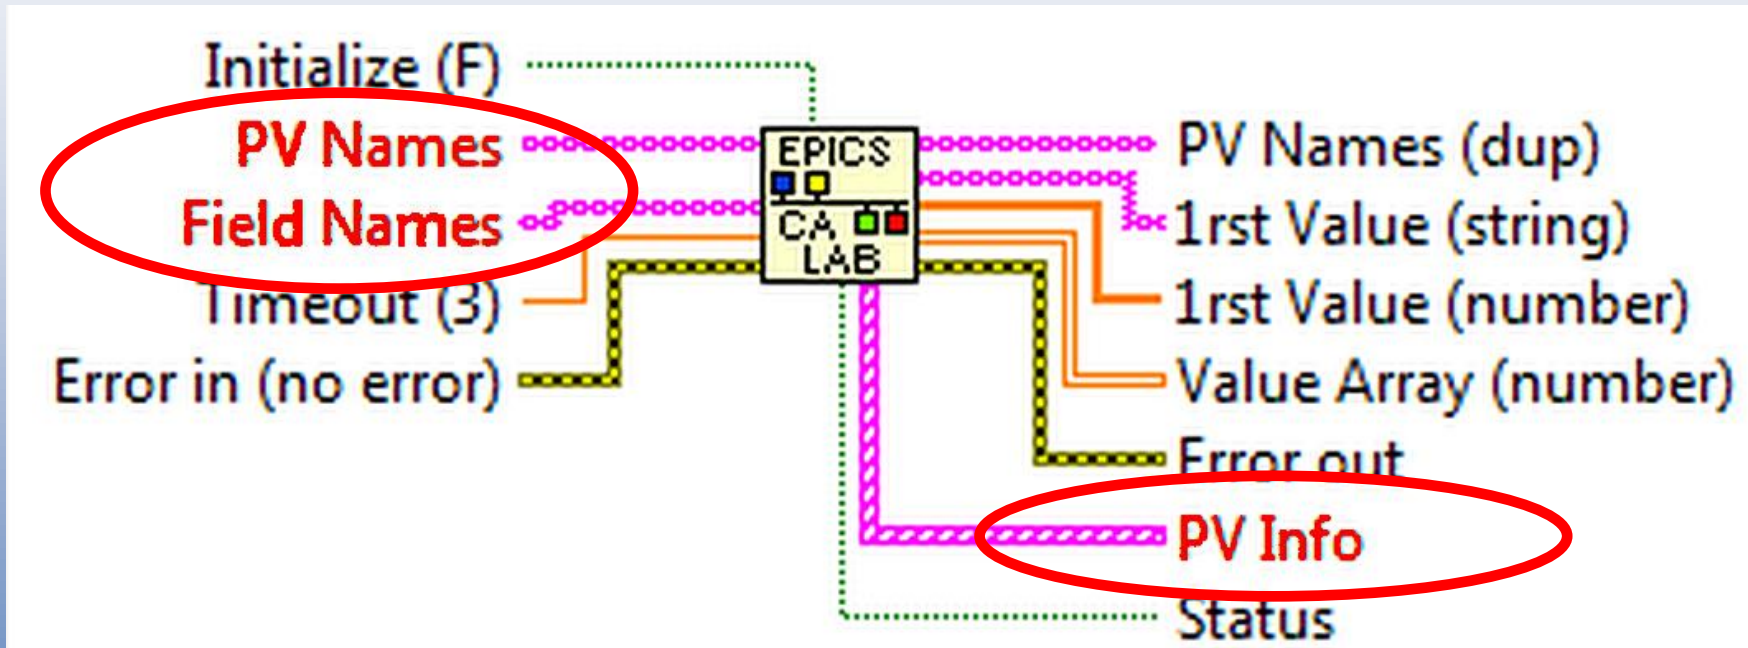 Initialize (F)
PV Names
Field Names
Timeout (3)
Error in (no error)
EPICS
CA
LAB
PV Names (dup)
1rst Value (string)
1rst Value (number)
Value Array (number)
Error out
PV Info
Status